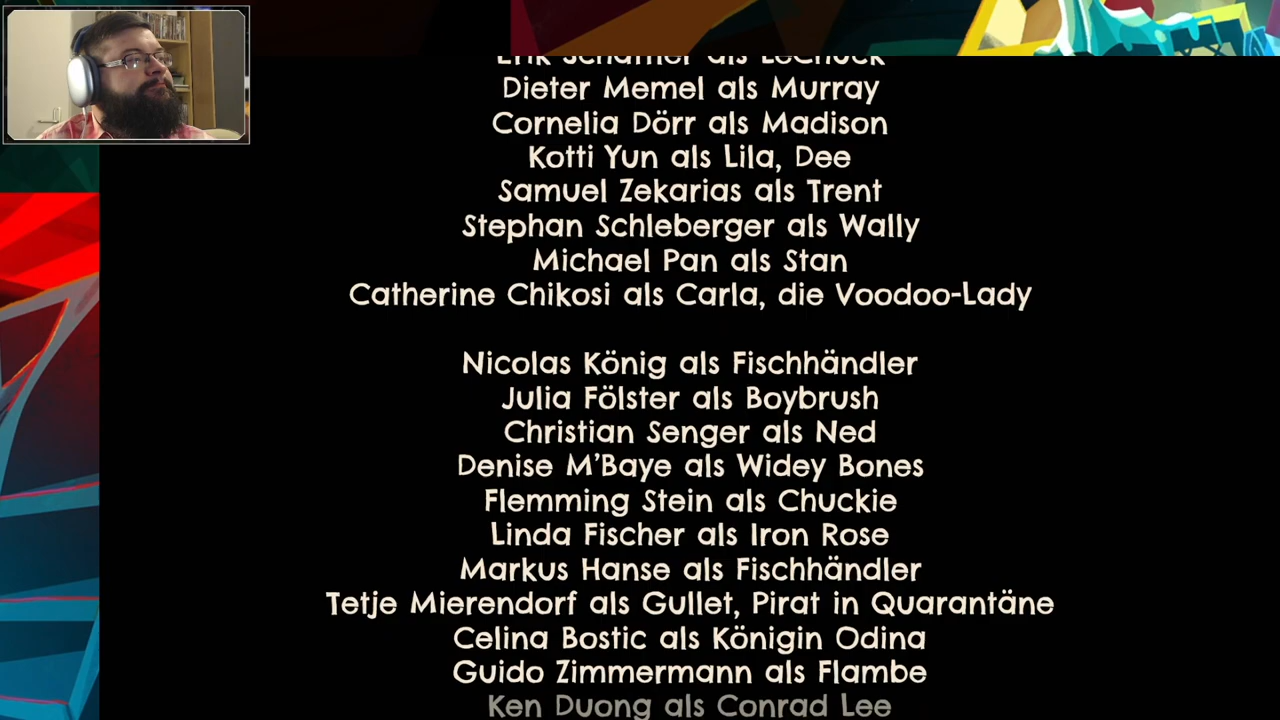 Erik Schäffler als LeChuck
Dieter Memel als Murray
Cornelia Dörr als Madison
Kotti Yun als Lila, Dee
Samuel Zekarias als Trent
Stephan Schleberger als Wally
Michael Pan als Stan
Catherine Chikosi als Carla, die Voodoo-Lady
Nicolas König als Fischhändler
Julia Fölster als Boybrush
Christian Senger als Ned
Denise M'Baye als Widey Bones
Flemming Stein als Chuckie
Linda Fischer als Iron Rose
Markus Hanse als Fischhändler
Tetje Mierendorf als Gullet, Pirat in Quarantäne
Celina Bostic als Königin Odina
Guido Zimmermann als Flambe
Ken Duong als Conrad Lee